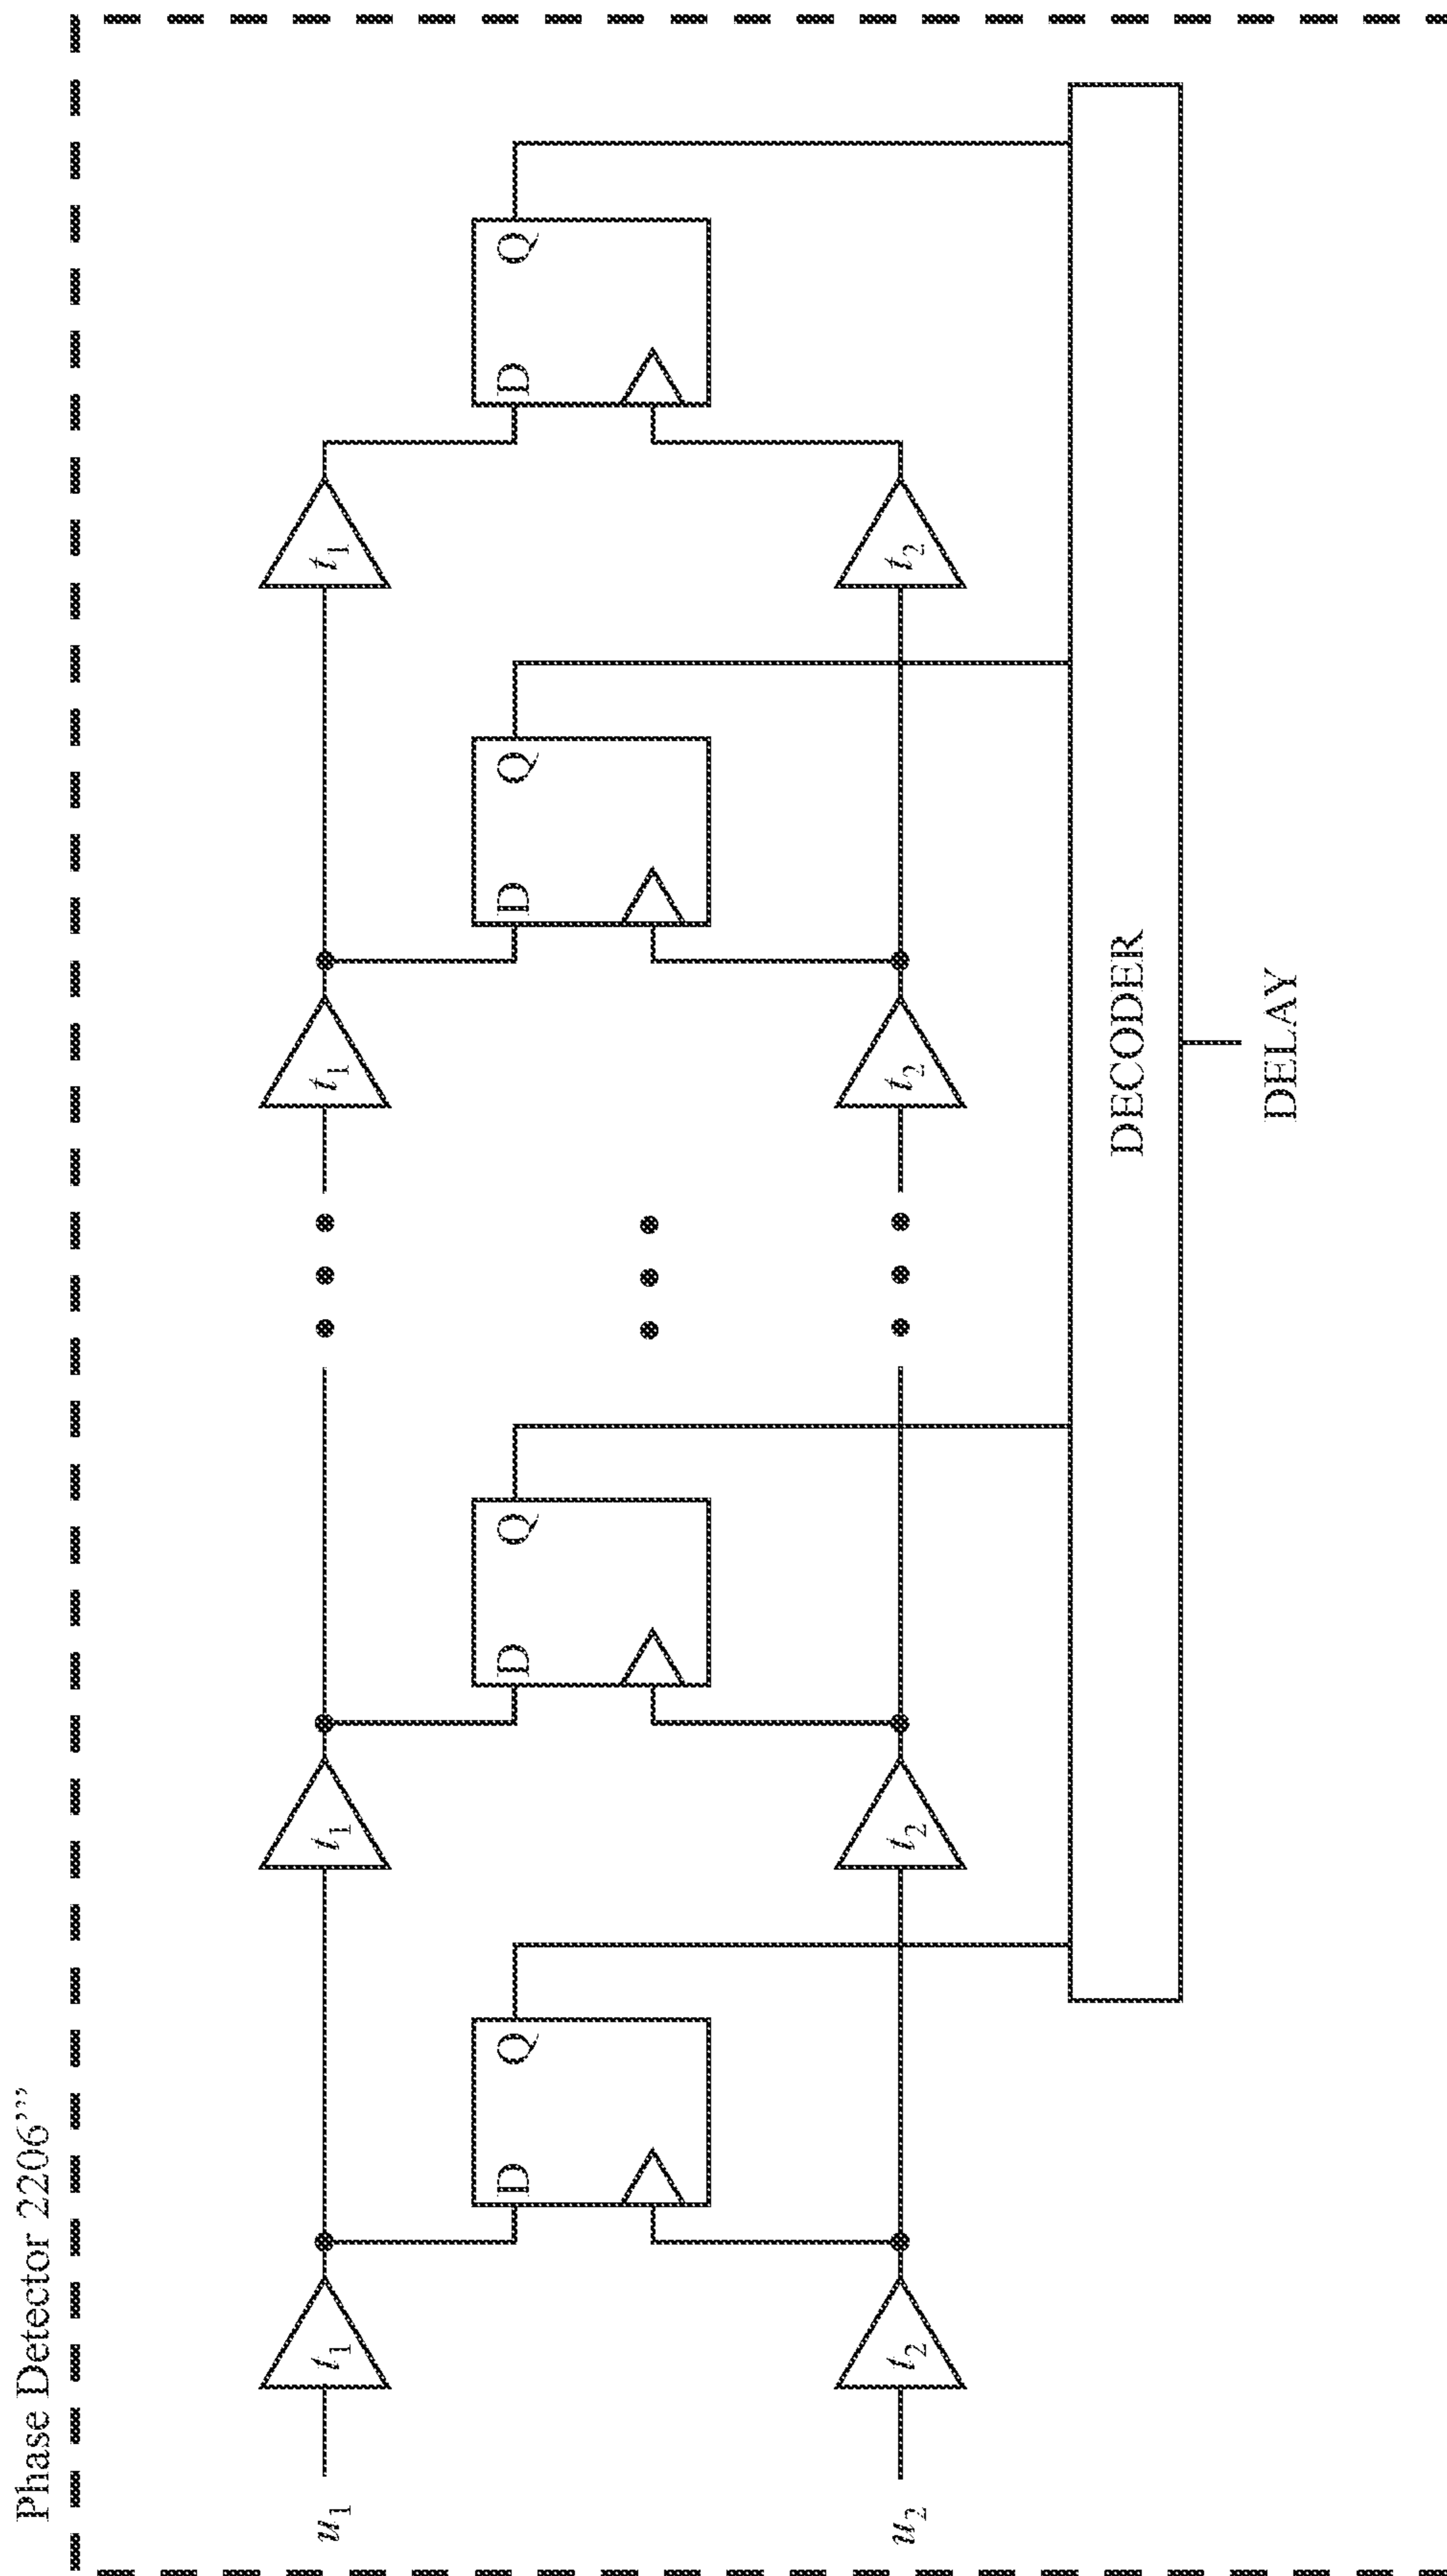 Phase Detector 2206'''
u1
t1
t1
t1
t1
D Q
D Q
D Q
D Q
u2
t2
t2
t2
t2
DECODER
DELAY